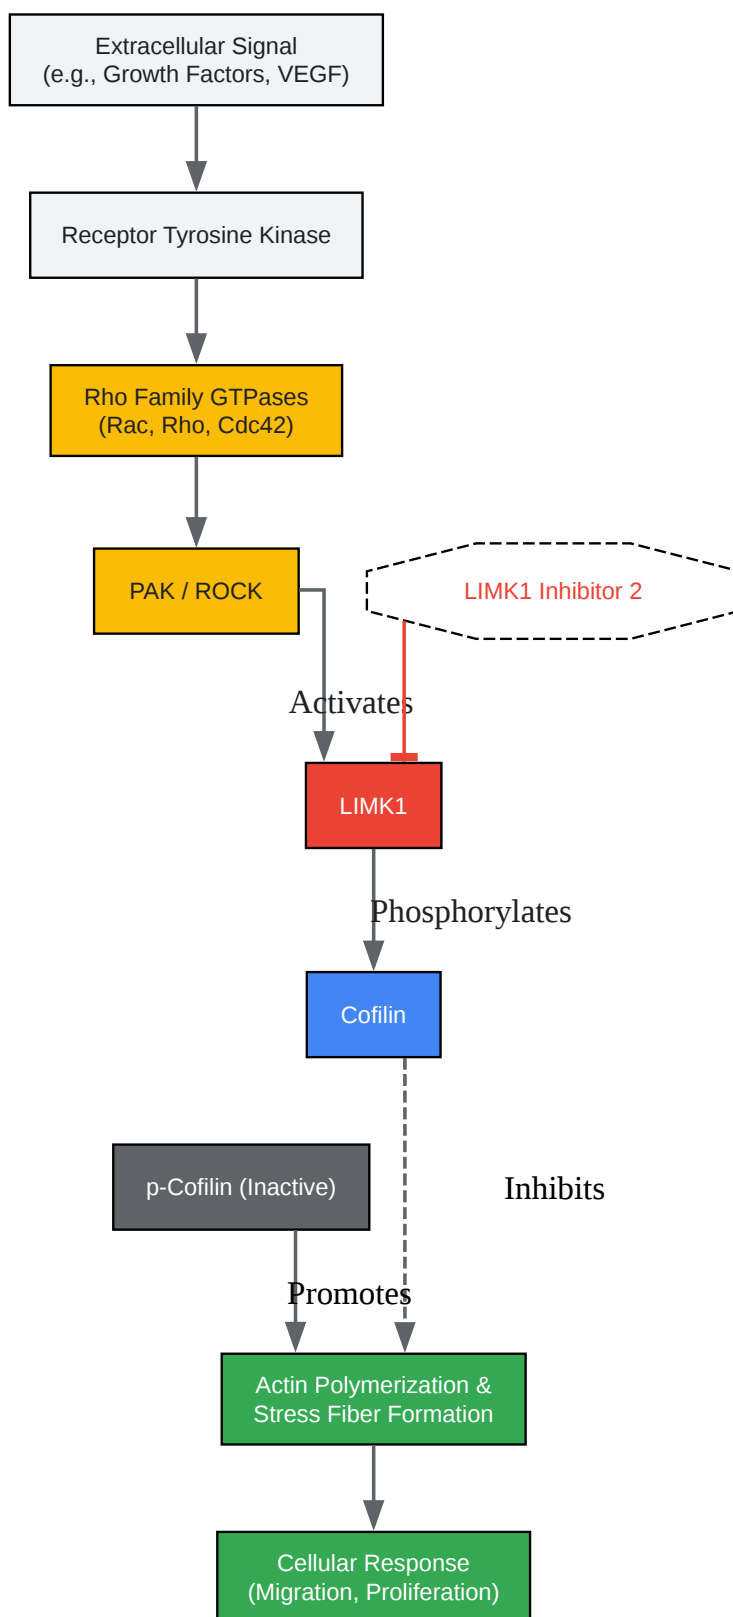 Extracellular Signal
(e.g., Growth Factors, VEGF)
Receptor Tyrosine Kinase
Rho Family GTPases
(Rac, Rho, Cdc42)
PAK / ROCK
LIMK1 Inhibitor 2
Activates
LIMK1
Phosphorylates
Cofilin
p-Cofilin (Inactive)
Inhibits
Promotes
Actin Polymerization &
Stress Fiber Formation
Cellular Response
(Migration, Proliferation)